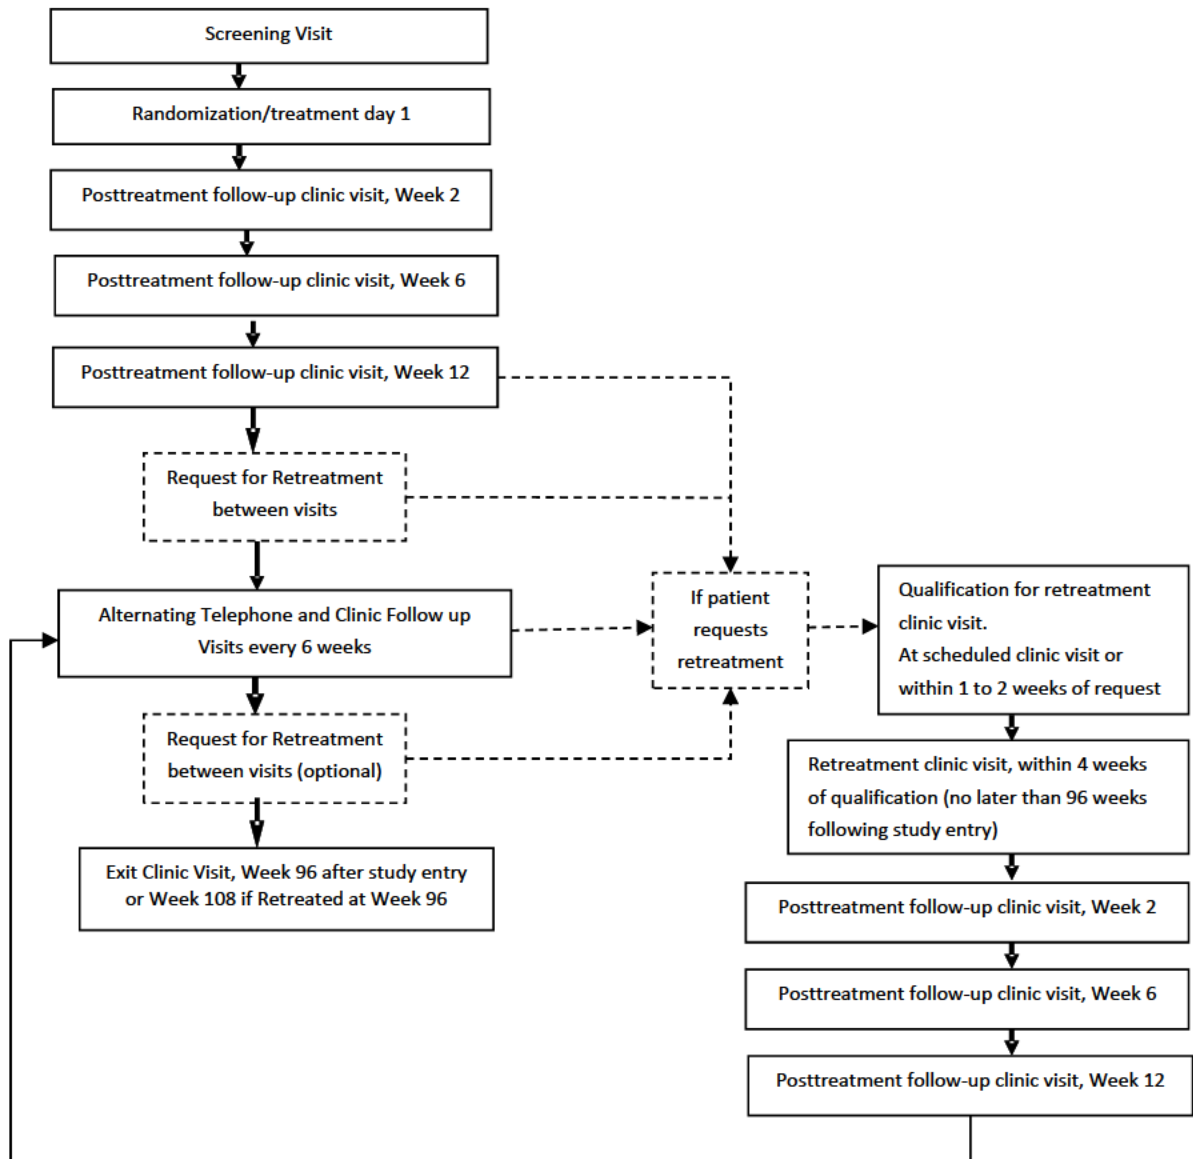 Screening Visit
Randomization/treatment day 1
Posttreatment follow-up clinic visit, Week 2
Posttreatment follow-up clinic visit, Week 6
Posttreatment follow-up clinic visit, Week 12
Request for Retreatment
between visits
Alternating Telephone and Clinic Follow up
Visits every 6 weeks
Request for Retreatment
between visits (optional)
Exit Clinic Visit, Week 96 after study entry
or Week 108 if Retreated at Week 96
If patient
requests
retreatment
Qualification for retreatment
clinic visit.
At scheduled clinic visit or
within 1 to 2 weeks of request
Retreatment clinic visit, within 4 weeks
of qualification (no later than 96 weeks
following study entry)
Posttreatment follow-up clinic visit, Week 2
Posttreatment follow-up clinic visit, Week 6
Posttreatment follow-up clinic visit, Week 12